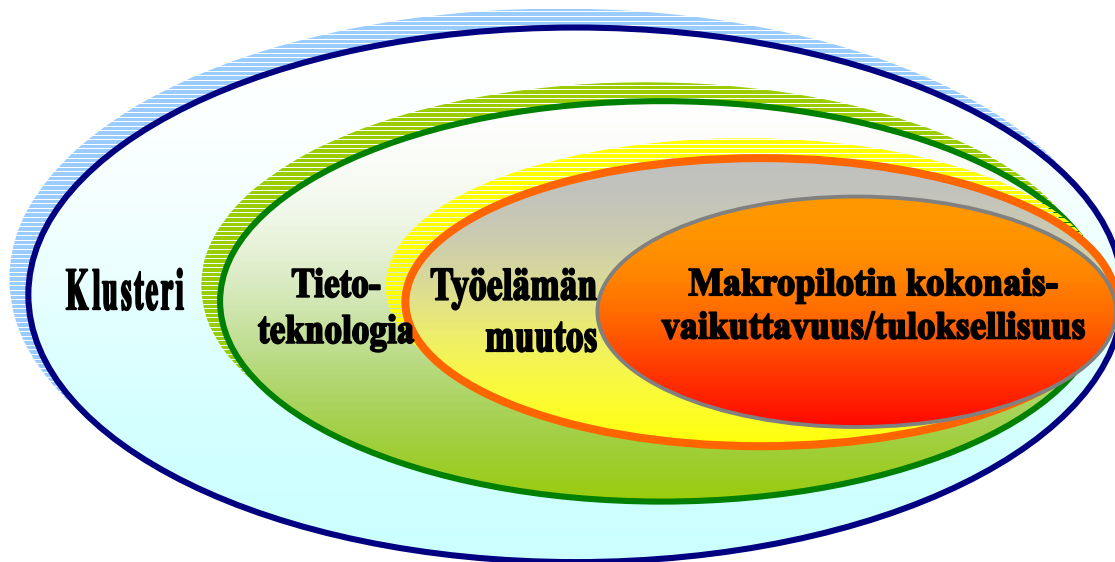 Klusteri
Tieto-
teknologia
Työelämän
muutos
Makropilotin kokonais-
vaikuttavuus/tuloksellisuus